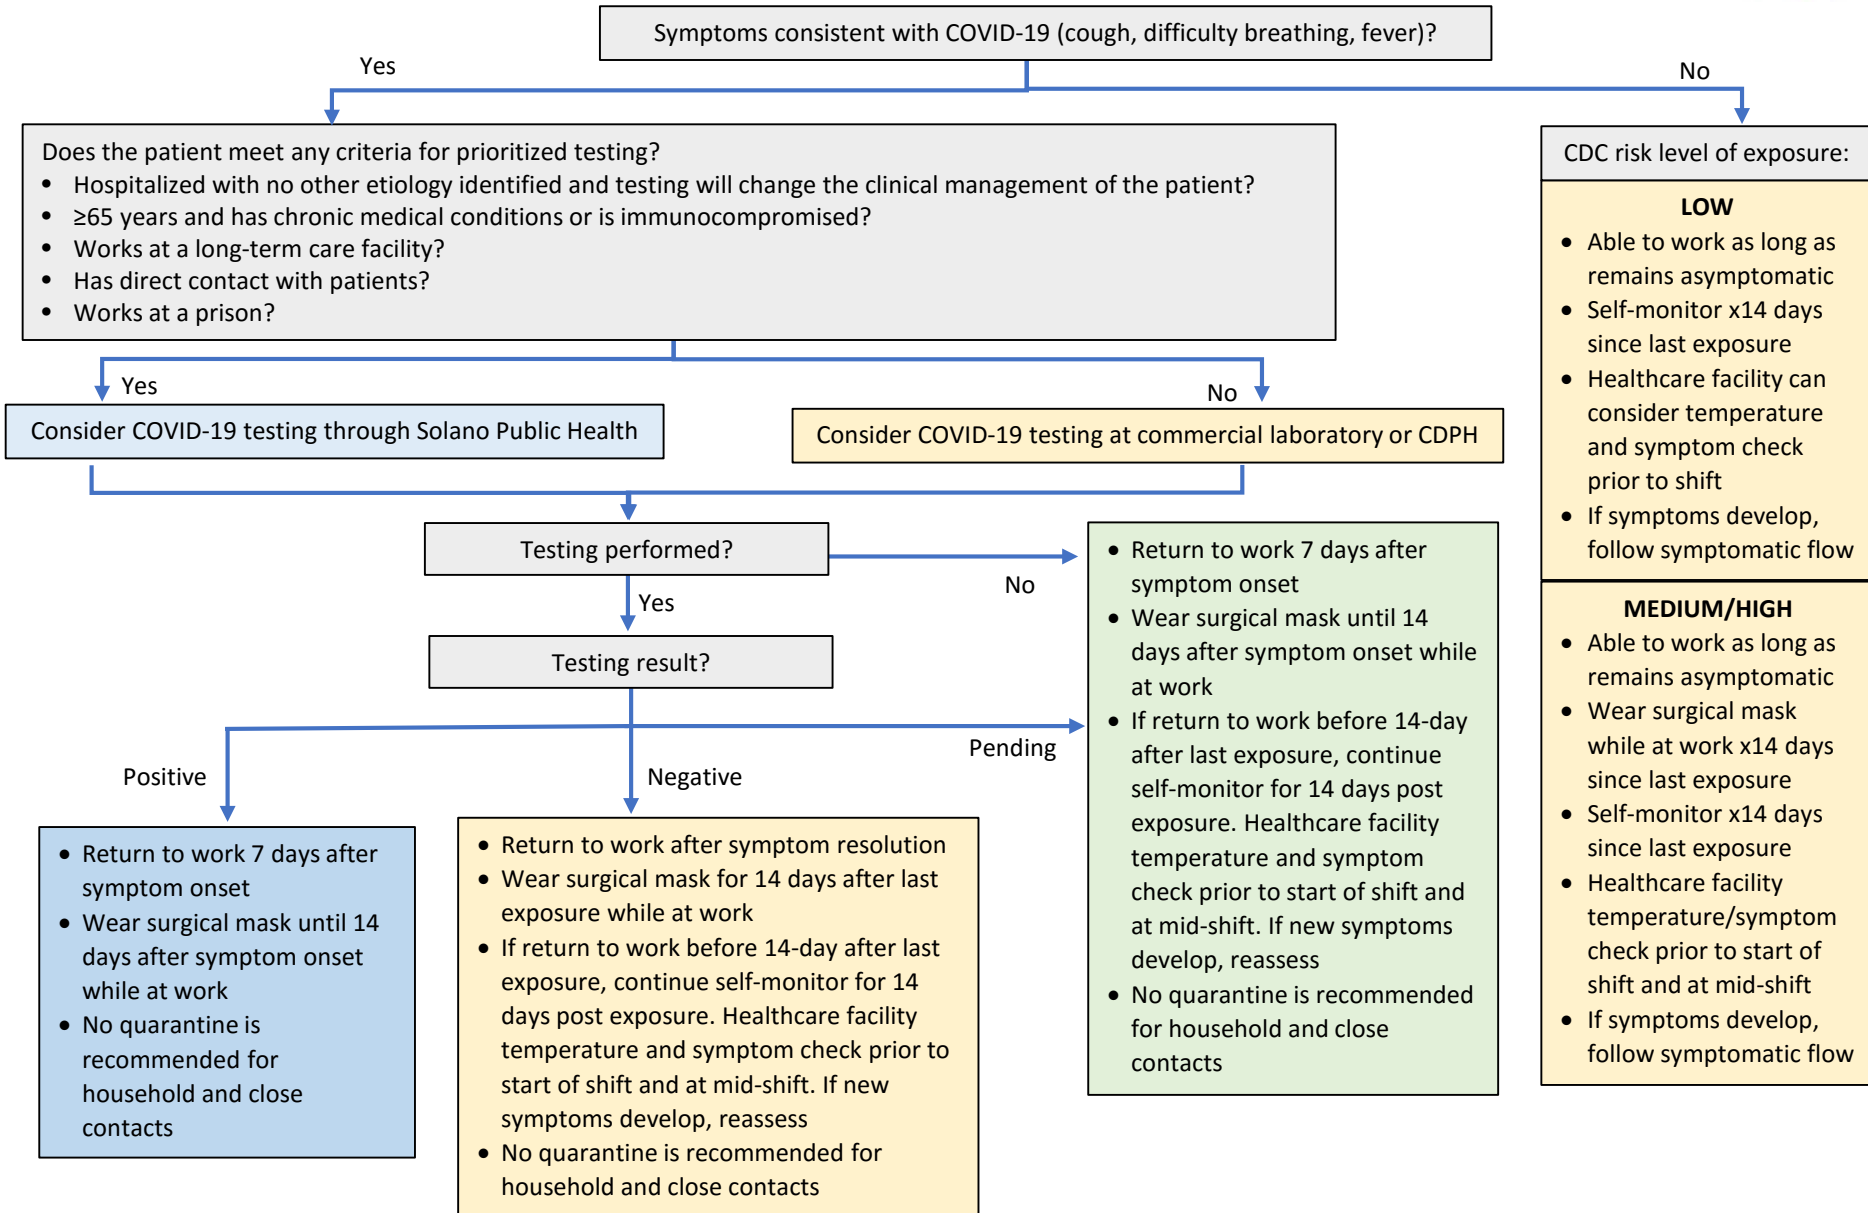 Symptoms consistent with COVID-19 (cough, difficulty breathing, fever)?
Yes
No
Does the patient meet any criteria for prioritized testing?
• Hospitalized with no other etiology identified and testing will change the clinical management of the patient?
• ≥65 years and has chronic medical conditions or is immunocompromised?
• Works at a long-term care facility?
• Has direct contact with patients?
• Works at a prison?
Yes
No
Consider COVID-19 testing through Solano Public Health
Consider COVID-19 testing at commercial laboratory or CDPH
Testing performed?
No
Yes
Testing result?
Positive
Negative
Pending
• Return to work 7 days after
symptom onset
• Wear surgical mask until 14
days after symptom onset
while at work
• No quarantine is
recommended for
household and close
contacts
• Return to work after symptom resolution
• Wear surgical mask for 14 days after last
exposure while at work
• If return to work before 14-day after last
exposure, continue self-monitor for 14
days post exposure. Healthcare facility
temperature and symptom check prior to
start of shift and at mid-shift. If new
symptoms develop, reassess
• No quarantine is recommended for
household and close contacts
• Return to work 7 days after
symptom onset
• Wear surgical mask until 14
days after symptom onset while
at work
• If return to work before 14-day
after last exposure, continue
self-monitor for 14 days post
exposure. Healthcare facility
temperature and symptom
check prior to start of shift and
at mid-shift. If new symptoms
develop, reassess
• No quarantine is recommended
for household and close
contacts
CDC risk level of exposure:
LOW
• Able to work as long as
remains asymptomatic
• Self-monitor x14 days
since last exposure
• Healthcare facility can
consider temperature
and symptom check
prior to shift
• If symptoms develop,
follow symptomatic flow
MEDIUM/HIGH
• Able to work as long as
remains asymptomatic
• Wear surgical mask
while at work x14 days
since last exposure
• Self-monitor x14 days
since last exposure
• Healthcare facility
temperature/symptom
check prior to start of
shift and at mid-shift
• If symptoms develop,
follow symptomatic flow